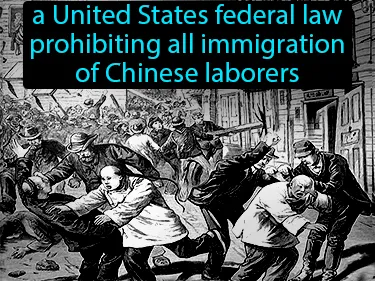 a United States federal law
prohibiting all immigration
of Chinese laborers